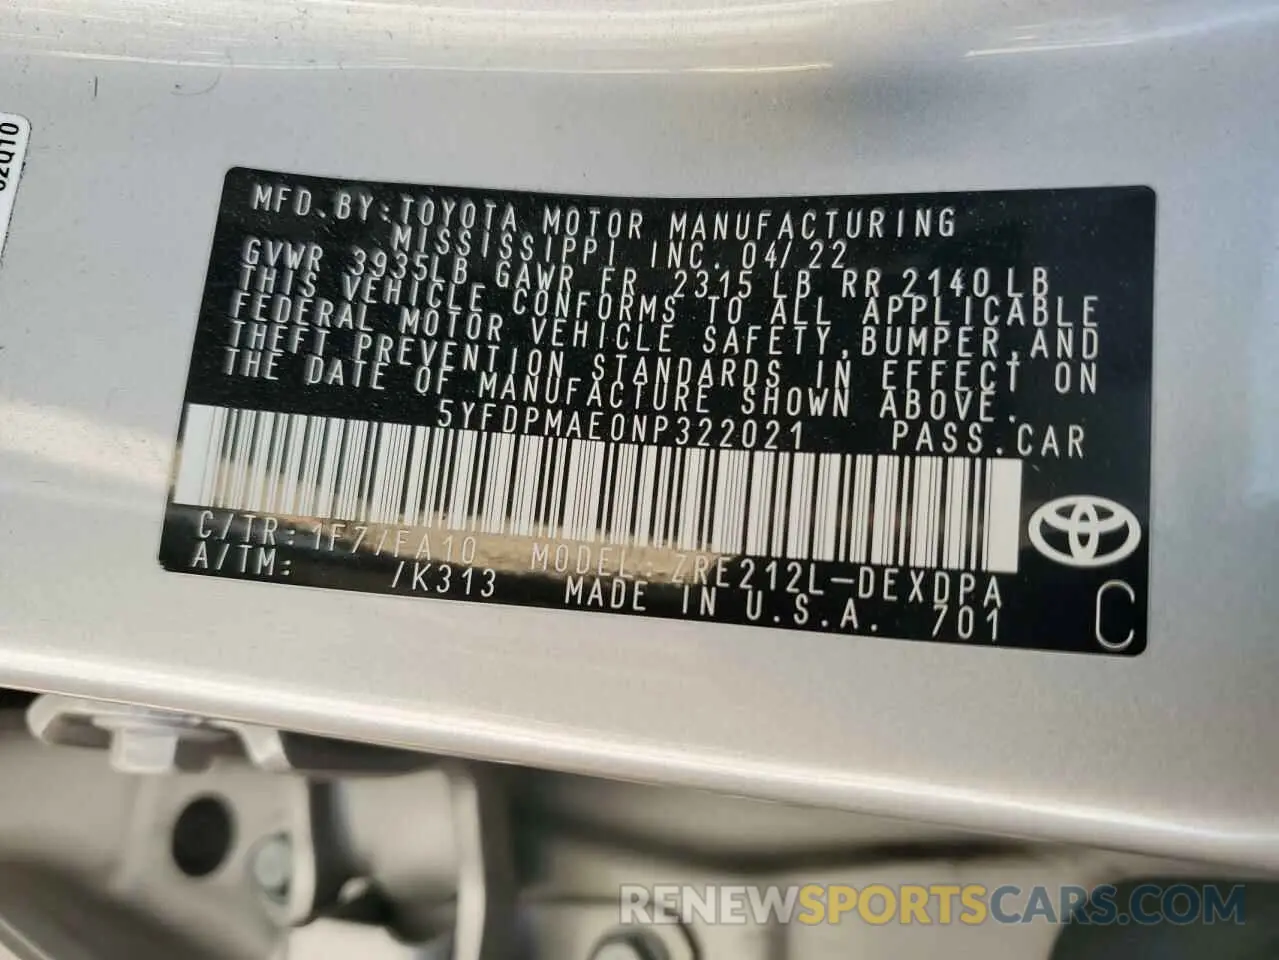 02Q10
MFD.BY:TOYOTA MOTOR MANUFACTURING
MISSISSIPPI INC. 04/22
GVWR 3935LB GAWR FR 2315LB RR 2140LB
THIS VEHICLE CONFORMS TO ALL APPLICABLE
FEDERAL MOTOR VEHICLE SAFETY,BUMPER,AND
THEFT PREVENTION STANDARDS IN EFFECT ON
THE DATE OF MANUFACTURE SHOWN ABOVE.
5YFDPMAE0NP322021 PASS.CAR
C/TR:1F7/FA10 MODEL:ZRE212L-DEXDPA
A/TM: /K313 MADE IN U.S.A. 701
C
RENEWSPORTSCARS.COM